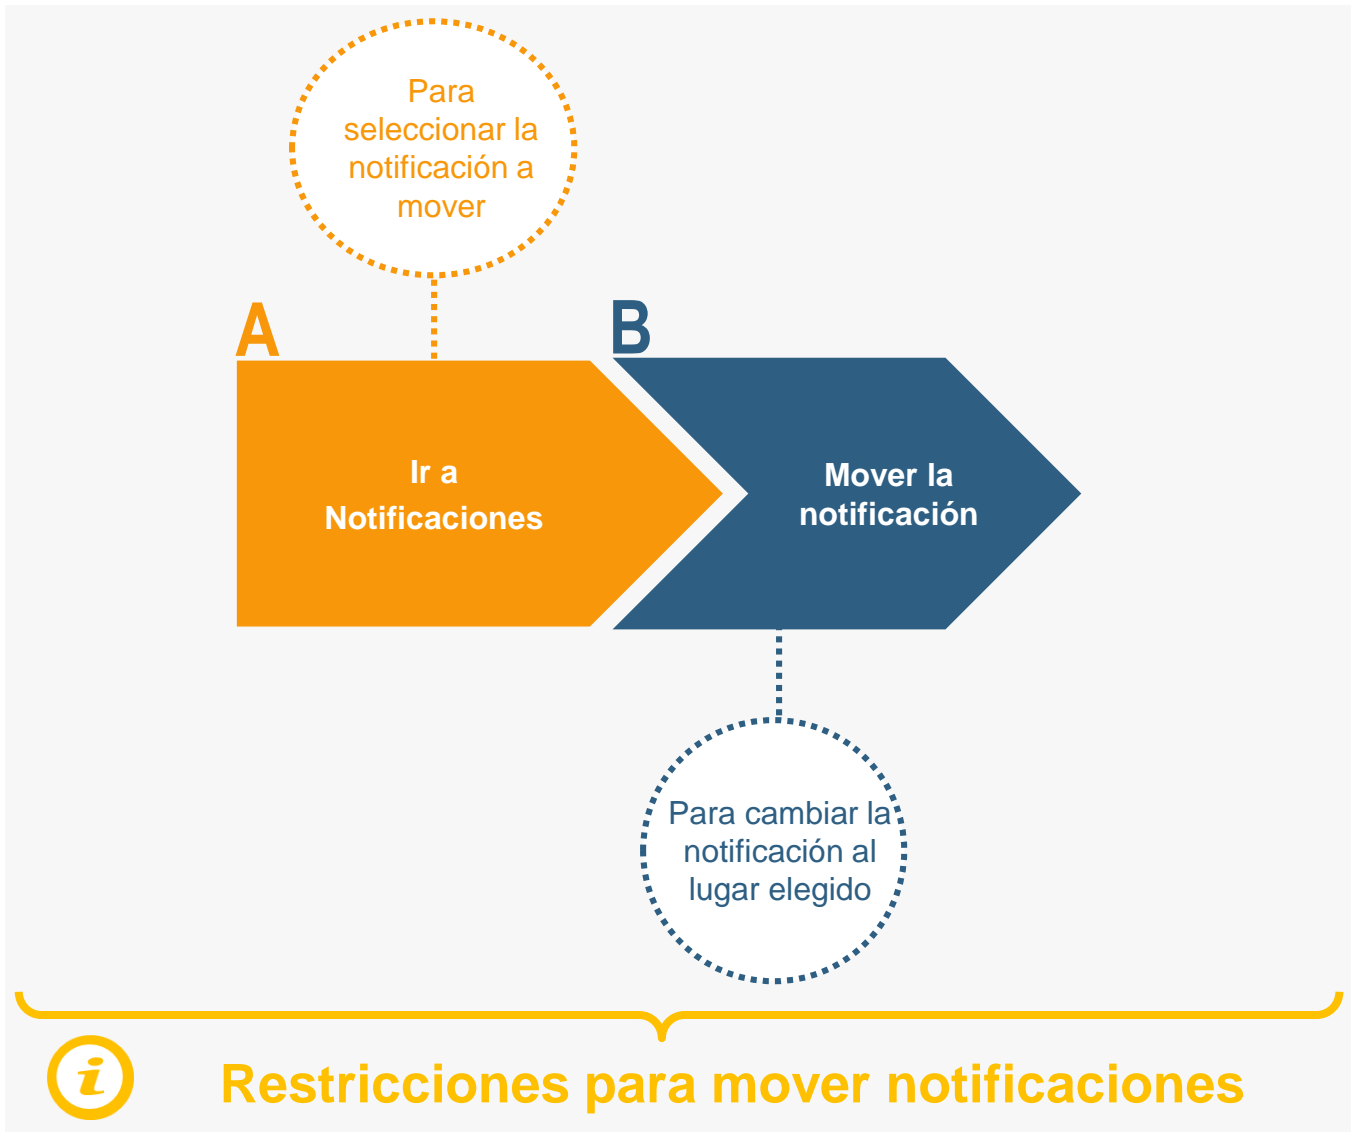 Para
seleccionar la
notificación a
mover
A
B
Ir a
Notificaciones
Mover la
notificación
Para cambiar la
notificación al
lugar elegido
i
Restricciones para mover notificaciones